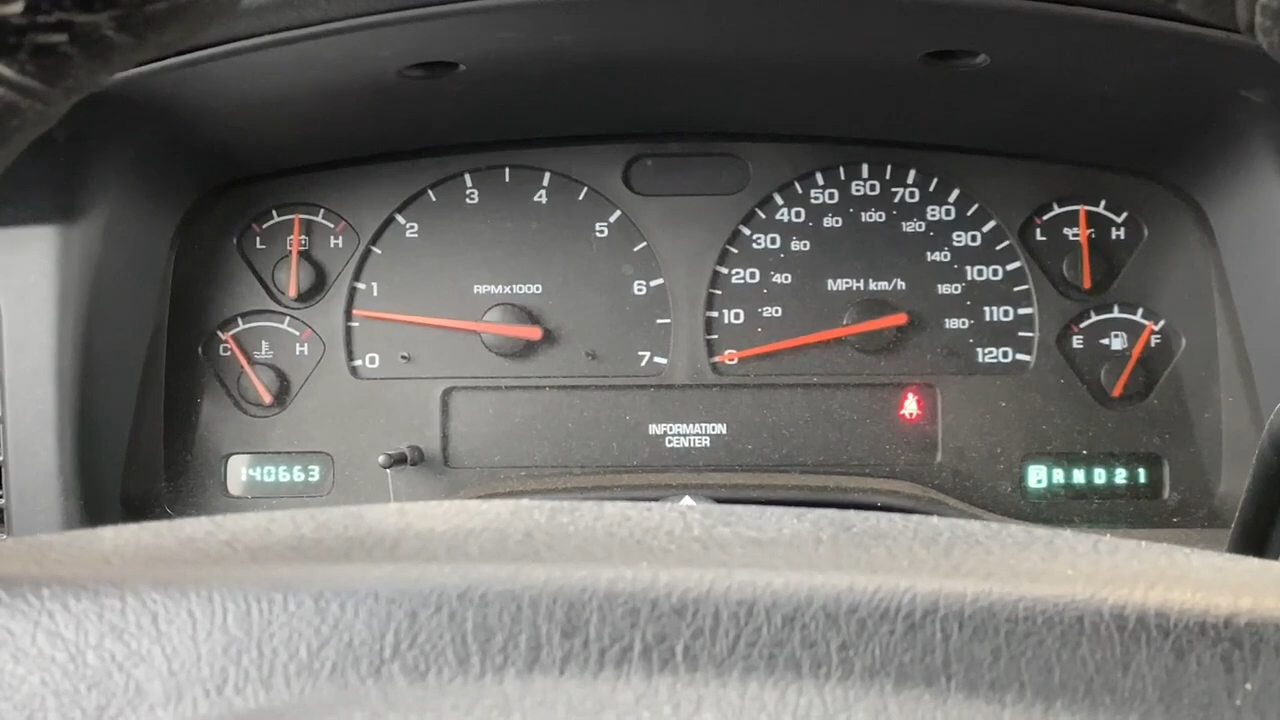 L H
C H
140663
0 1 2 3 4 5 6 7
RPMX1000
0 10 20 30 40 50 60 70 80 90 100 110 120
20 40 60 80 100 120 140 160 180
MPH km/h
INFORMATION
CENTER
L H
E F
P R N D 2 1